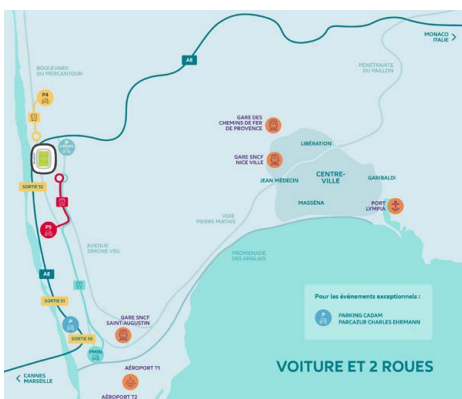 MONACO
ITALIE
A8
BOULEVARD
DU MERCANTOUR
PÉNÉTRANTE
DU PAILLON
P4
GARE DES
CHEMINS DE FER
DE PROVENCE
LIBÉRATION
P
GARE SNCF
NICE VILLE
CENTRE-
VILLE
JEAN MÉDECIN
GARIBALDI
SORTIE 52
MASSÉNA
PORT
LYMPIA
P5
VOIE
PIERRE MATHIS
AVENUE
SIMONE VEIL
PROMENADE
DES ANGLAIS
A8
SORTIE 51
Pour les événements exceptionnels :
P
PARKING CADAM
PARCAZUR CHARLES EHRMANN
P
GARE SNCF
SAINT-AUGUSTIN
SORTIE 50
AÉROPORT T1
VOITURE ET 2 ROUES
CANNES
MARSEILLE
AÉROPORT T2